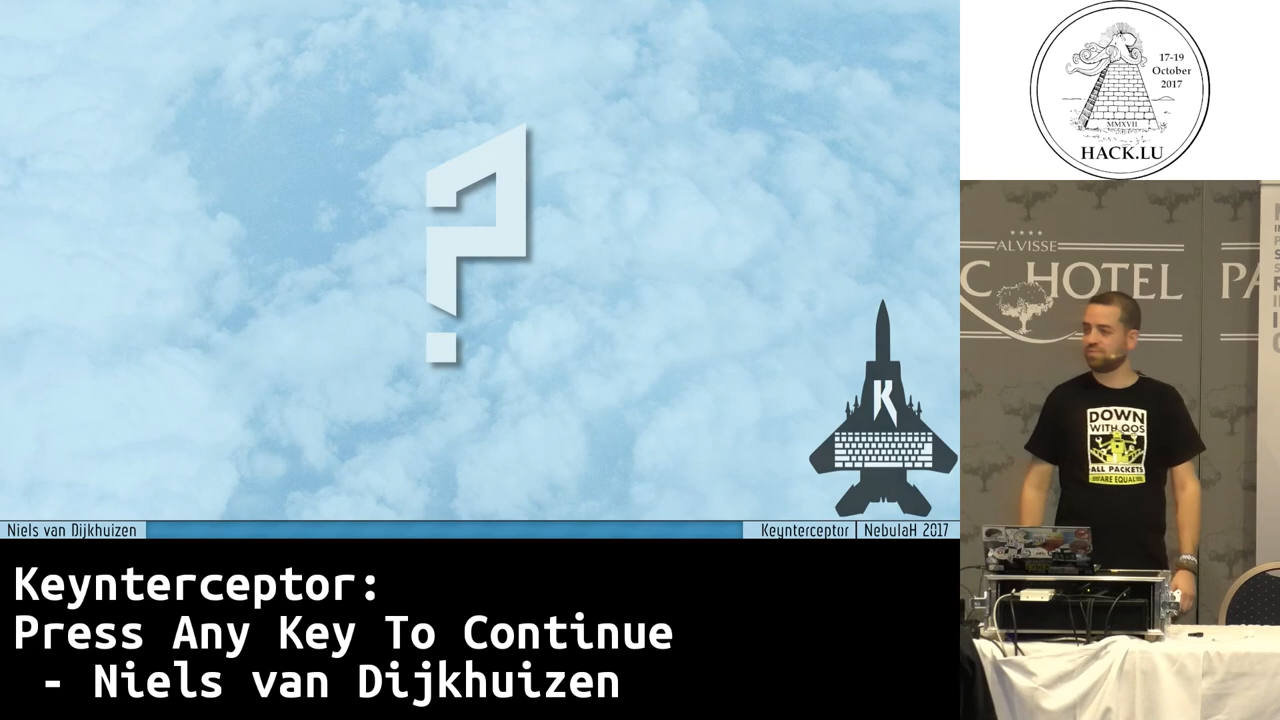 ?
K
Niels van Dijkhuizen
Keynterceptor | NebulaH 2017
Keynterceptor:
Press Any Key To Continue
- Niels van Dijkhuizen
17-19
October
2017
MMXVII
HACK.LU
ALVISSE
C HOTEL PA
DOWN
WITH QOS
ALL PACKETS
ARE EQUAL